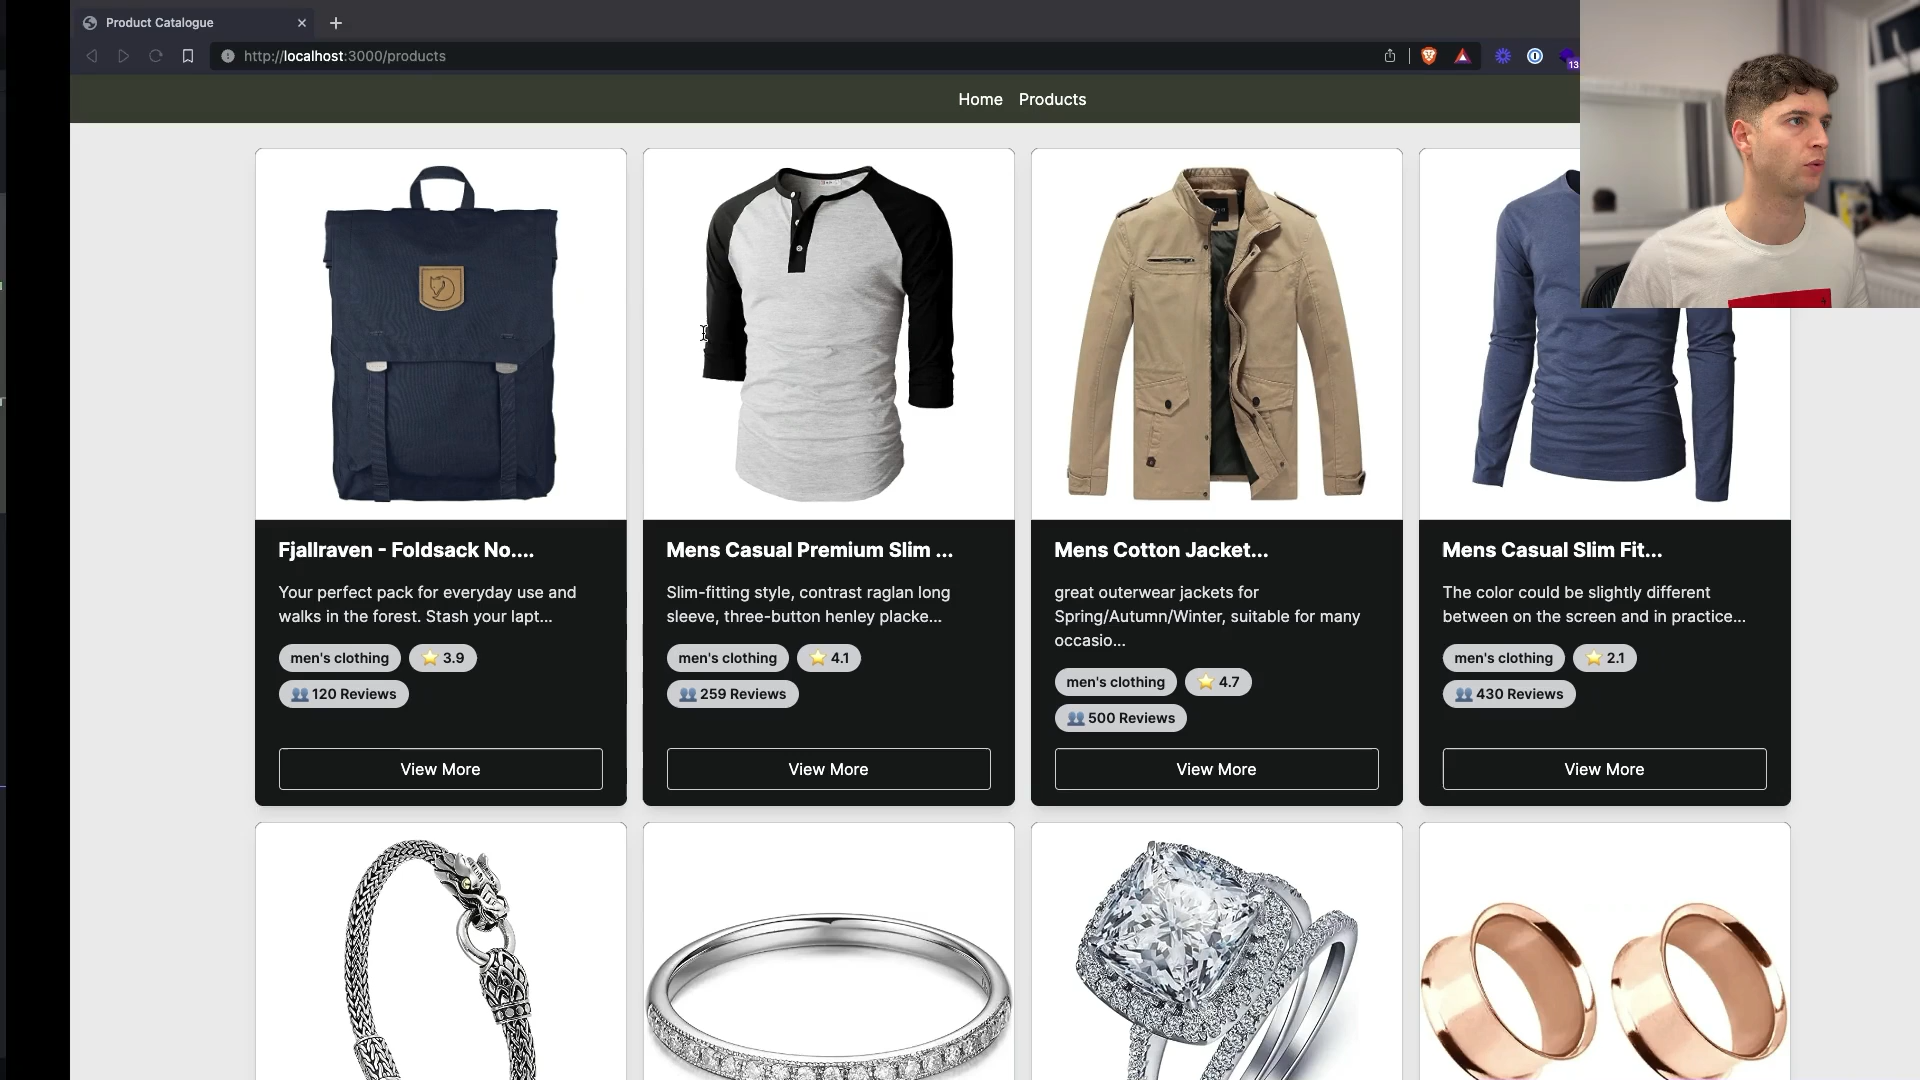 Product Catalogue
http://localhost:3000/products
13
Home Products
Fjallraven - Foldsack No....
Your perfect pack for everyday use and
walks in the forest. Stash your lapt...
men's clothing
⭐ 3.9
👥 120 Reviews
View More
Mens Casual Premium Slim ...
Slim-fitting style, contrast raglan long
sleeve, three-button henley placke...
men's clothing
⭐ 4.1
👥 259 Reviews
View More
Mens Cotton Jacket...
great outerwear jackets for
Spring/Autumn/Winter, suitable for many
occasio...
men's clothing
⭐ 4.7
👥 500 Reviews
View More
Mens Casual Slim Fit...
The color could be slightly different
between on the screen and in practice...
men's clothing
⭐ 2.1
👥 430 Reviews
View More